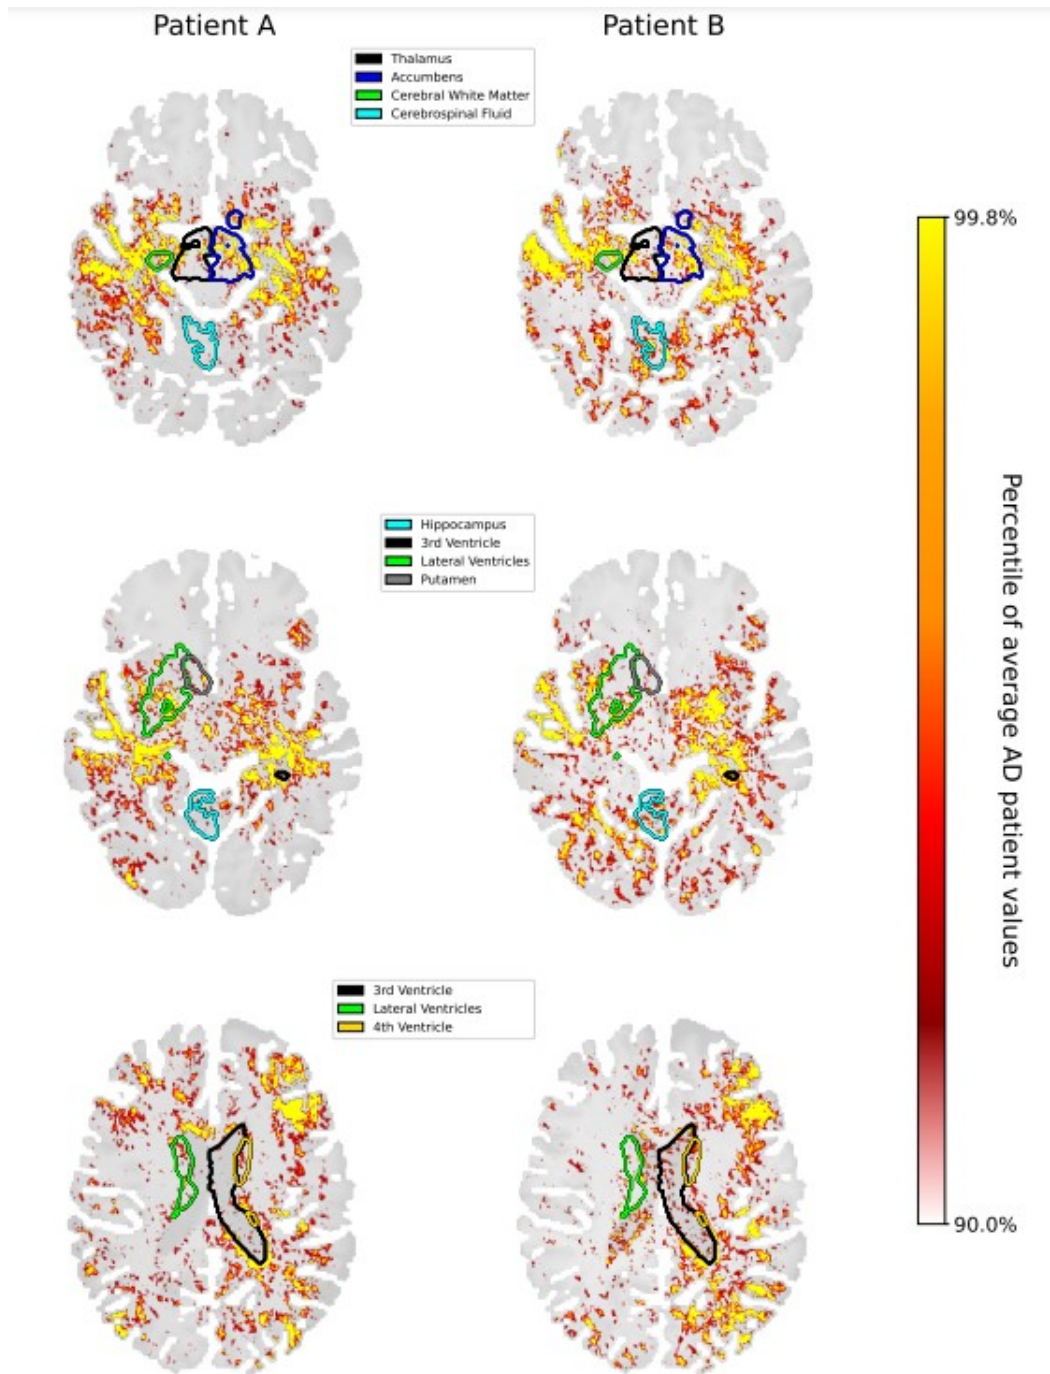 Patient A
Patient B
Thalamus
Accumbens
Cerebral White Matter
Cerebrospinal Fluid
99.8%
Percentile of average AD patient values
90.0%
Hippocampus
3rd Ventricle
Lateral Ventricles
Putamen
3rd Ventricle
Lateral Ventricles
4th Ventricle